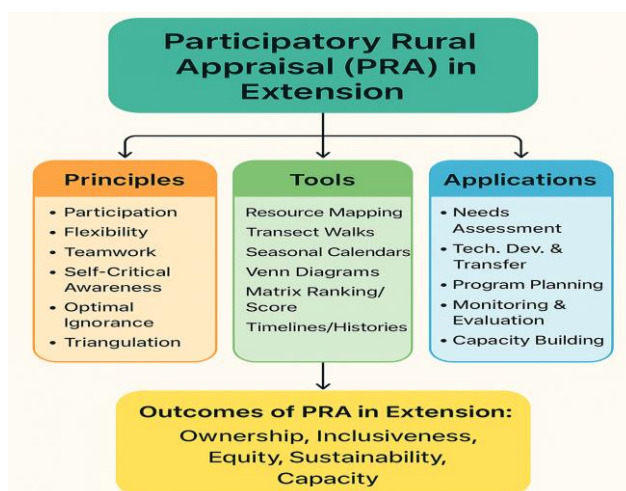 Participatory Rural
Appraisal (PRA) in
Extension
Principles
• Participation
• Flexibility
• Teamwork
• Self-Critical
Awareness
• Optimal
Ignorance
• Triangulation
Tools
Resource Mapping
Transect Walks
Seasonal Calendars
Venn Diagrams
Matrix Ranking/
Score
Timelines/Histories
Applications
• Needs
Assessment
• Tech. Dev. &
Transfer
• Program Planning
• Monitoring &
Evaluation
• Capacity Building
Outcomes of PRA in Extension:
Ownership, Inclusiveness,
Equity, Sustainability,
Capacity